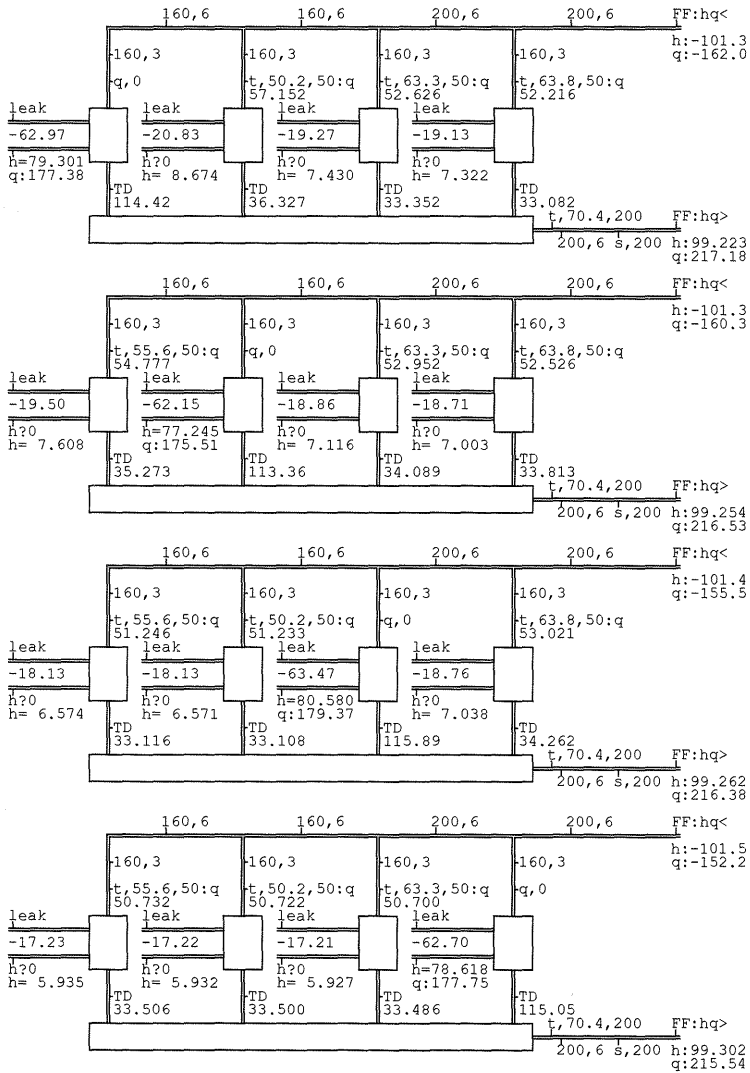 160,6 160,6 200,6 200,6 FF:hq<
160,3 160,3 160,3 160,3 h:-101.3
q:-162.0
q,0 t,50.2,50:q t,63.3,50:q t,63.8,50:q
57.152 52.626 52.216
leak leak leak leak
-62.97 -20.83 -19.27 -19.13
h=79.301 h?0 h?0 h?0
q:177.38 h= 8.674 h= 7.430 h= 7.322
TD TD TD TD
114.42 36.327 33.352 33.082
t,70.4,200 FF:hq>
200,6 s,200 h:99.223
q:217.18
160,6 160,6 200,6 200,6 FF:hq<
160,3 160,3 160,3 160,3 h:-101.3
q:-160.3
t,55.6,50:q q,0 t,63.3,50:q t,63.8,50:q
54.777 52.952 52.526
leak leak leak leak
-19.50 -62.15 -18.86 -18.71
h?0 h=77.245 h?0 h?0
h= 7.608 q:175.51 h= 7.116 h= 7.003
TD TD TD TD
35.273 113.36 34.089 33.813
t,70.4,200 FF:hq>
200,6 s,200 h:99.254
q:216.53
160,6 160,6 200,6 200,6 FF:hq<
160,3 160,3 160,3 160,3 h:-101.4
q:-155.5
t,55.6,50:q t,50.2,50:q q,0 t,63.8,50:q
51.246 51.233 53.021
leak leak leak leak
-18.13 -18.13 -63.47 -18.76
h?0 h?0 h=80.580 h?0
h= 6.574 h= 6.571 q:179.37 h= 7.038
TD TD TD TD
33.116 33.108 115.89 34.262
t,70.4,200 FF:hq>
200,6 s,200 h:99.262
q:216.38
160,6 160,6 200,6 200,6 FF:hq<
160,3 160,3 160,3 160,3 h:-101.5
q:-152.2
t,55.6,50:q t,50.2,50:q t,63.3,50:q q,0
50.732 50.722 50.700
leak leak leak leak
-17.23 -17.22 -17.21 -62.70
h?0 h?0 h?0 h=78.618
h= 5.935 h= 5.932 h= 5.927 q:177.75
TD TD TD TD
33.506 33.500 33.486 115.05
t,70.4,200 FF:hq>
200,6 s,200 h:99.302
q:215.54